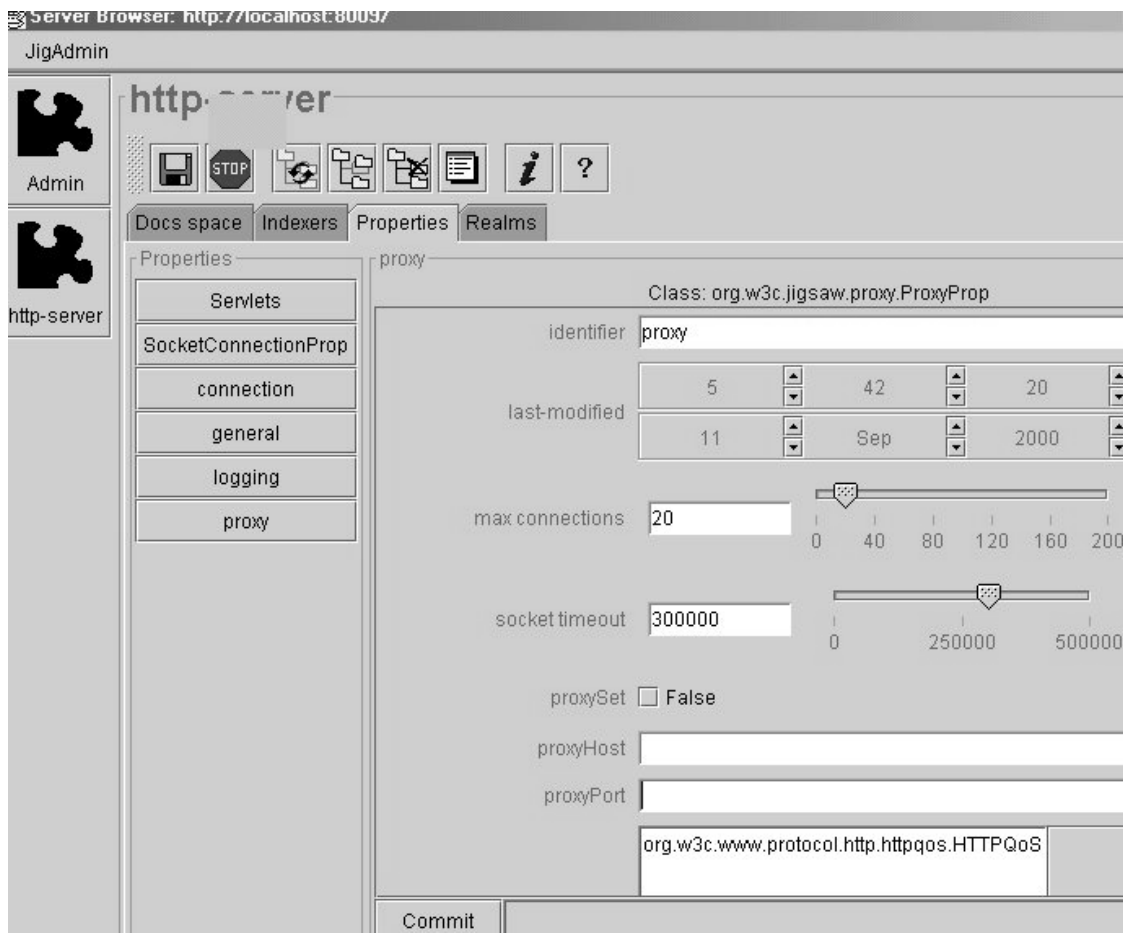 Server Browser: http://localhost:8009/
JigAdmin
http-server
STOP
i ?
Admin
Docs space Indexers Properties Realms
Properties
proxy
Class: org.w3c.jigsaw.proxy.ProxyProp
Servlets
http-server
identifier proxy
SocketConnectionProp
connection
5 42 20
last-modified
general
11 Sep 2000
logging
max connections 20
proxy
0 40 80 120 160 200
socket timeout 300000
0 250000 500000
proxySet False
proxyHost
proxyPort
org.w3c.www.protocol.http.httpqos.HTTPQoS
Commit